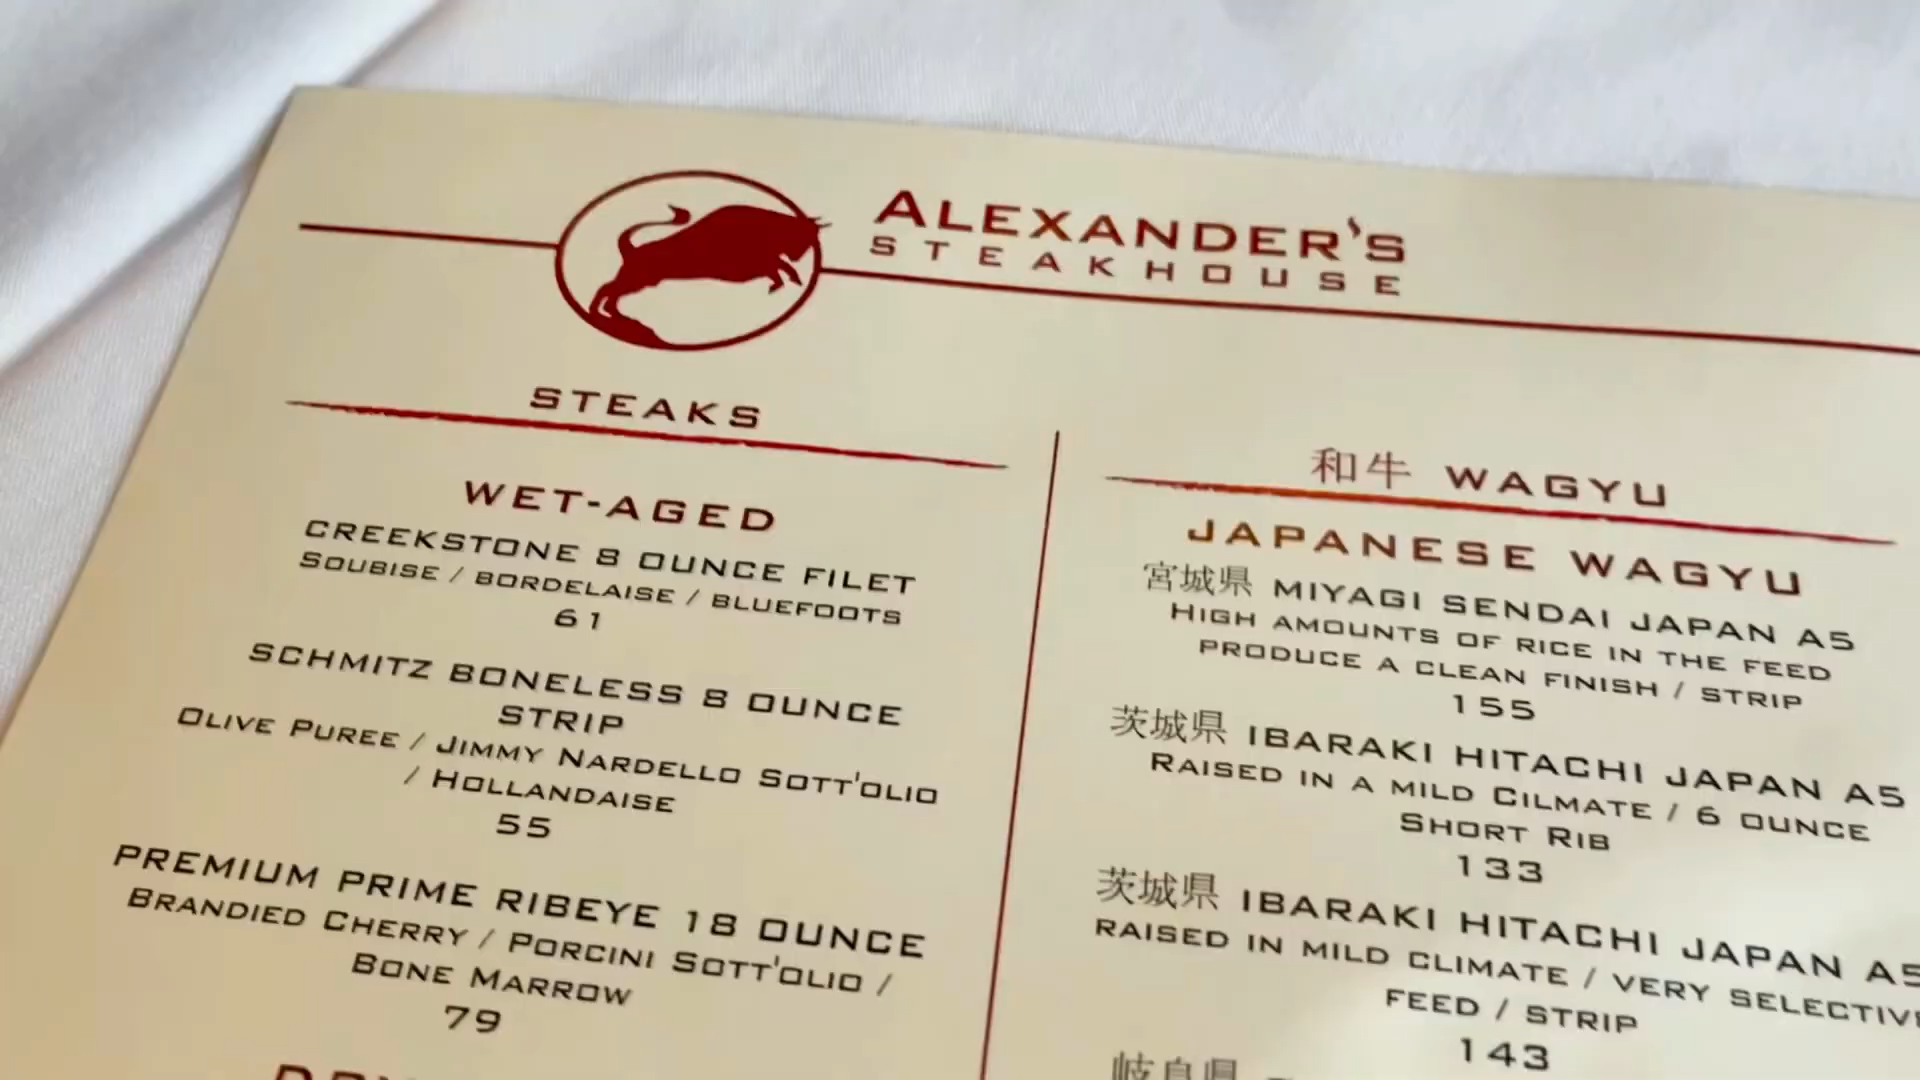 ALEXANDER'S
STEAKHOUSE
STEAKS
WET-AGED
CREEKSTONE 8 OUNCE FILET
SOUBISE / BORDELAISE / BLUEFOOTS
61
SCHMITZ BONELESS 8 OUNCE
STRIP
OLIVE PUREE / JIMMY NARDELLO SOTT'OLIO
/ HOLLANDAISE
55
PREMIUM PRIME RIBEYE 18 OUNCE
BRANDIED CHERRY / PORCINI SOTT'OLIO /
BONE MARROW
79
和牛 WAGYU
JAPANESE WAGYU
宮城県 MIYAGI SENDAI JAPAN A5
HIGH AMOUNTS OF RICE IN THE FEED
PRODUCE A CLEAN FINISH / STRIP
155
茨城県 IBARAKI HITACHI JAPAN A5
RAISED IN A MILD CILMATE / 6 OUNCE
SHORT RIB
133
茨城県 IBARAKI HITACHI JAPAN A5
RAISED IN MILD CLIMATE / VERY SELECTIVE
FEED / STRIP
143
岐阜県